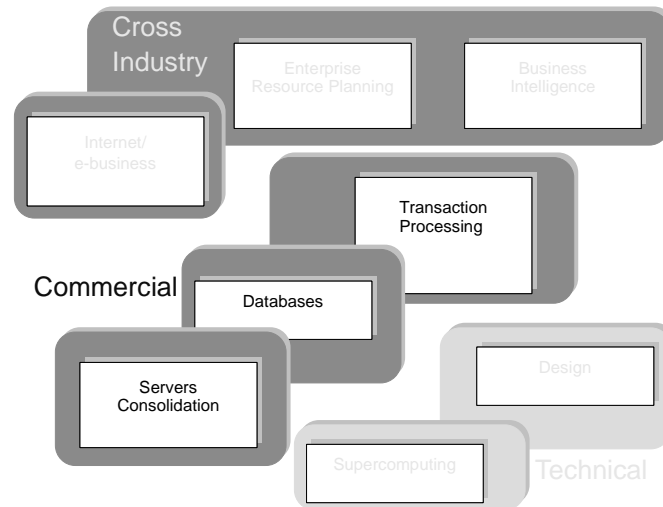 Cross
Industry
Enterprise
Resource Planning
Business
Intelligence
Internet/
e-business
Transaction
Processing
Commercial
Databases
Servers
Consolidation
Design
Supercomputing
Technical